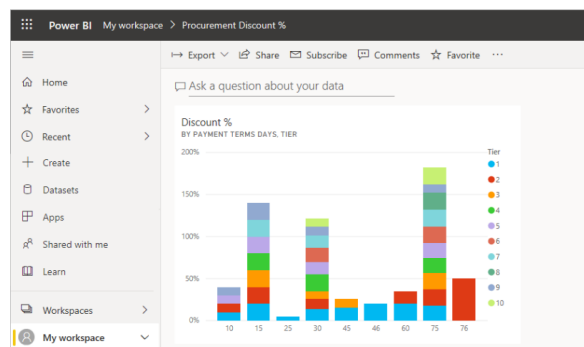 Power BI My workspace > Procurement Discount %
Export Share Subscribe Comments Favorite ...
Home
Favorites
Recent
Create
Datasets
Apps
Shared with me
Learn
Workspaces
My workspace
Ask a question about your data
Discount %
BY PAYMENT TERMS DAYS, TIER
200%
150%
100%
50%
0%
10 15 25 30 45 46 60 75 76
Tier
1
2
3
4
5
6
7
8
9
10